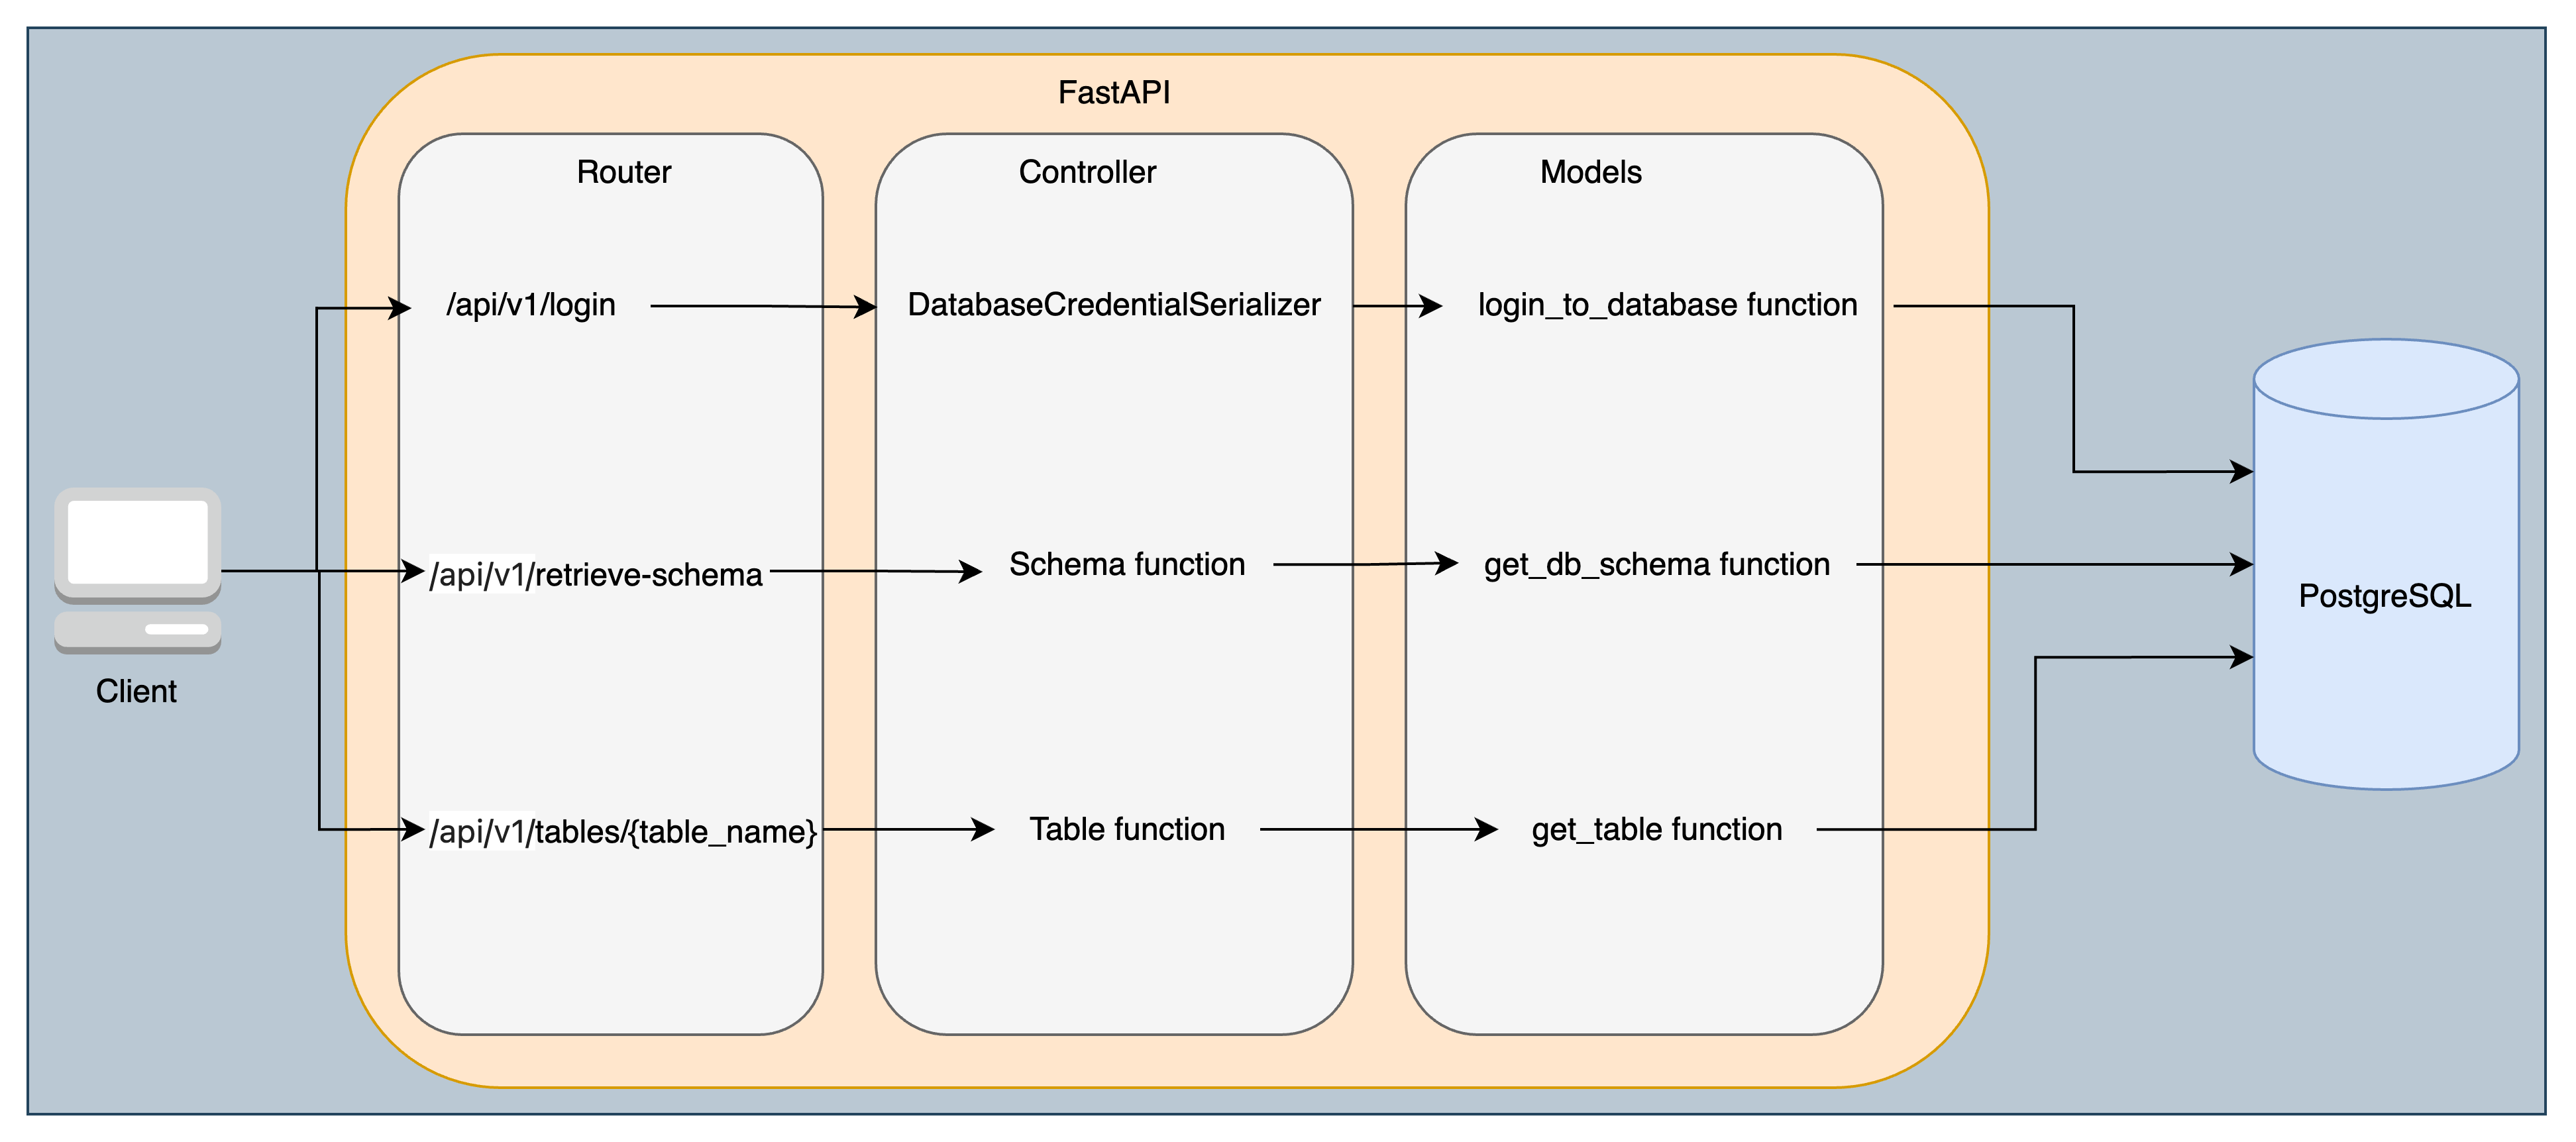 FastAPI
Router
Controller
Models
/api/v1/login
DatabaseCredentialSerializer
login_to_database function
/api/v1/retrieve-schema
Schema function
get_db_schema function
PostgreSQL
Client
/api/v1/tables/{table_name}
Table function
get_table function